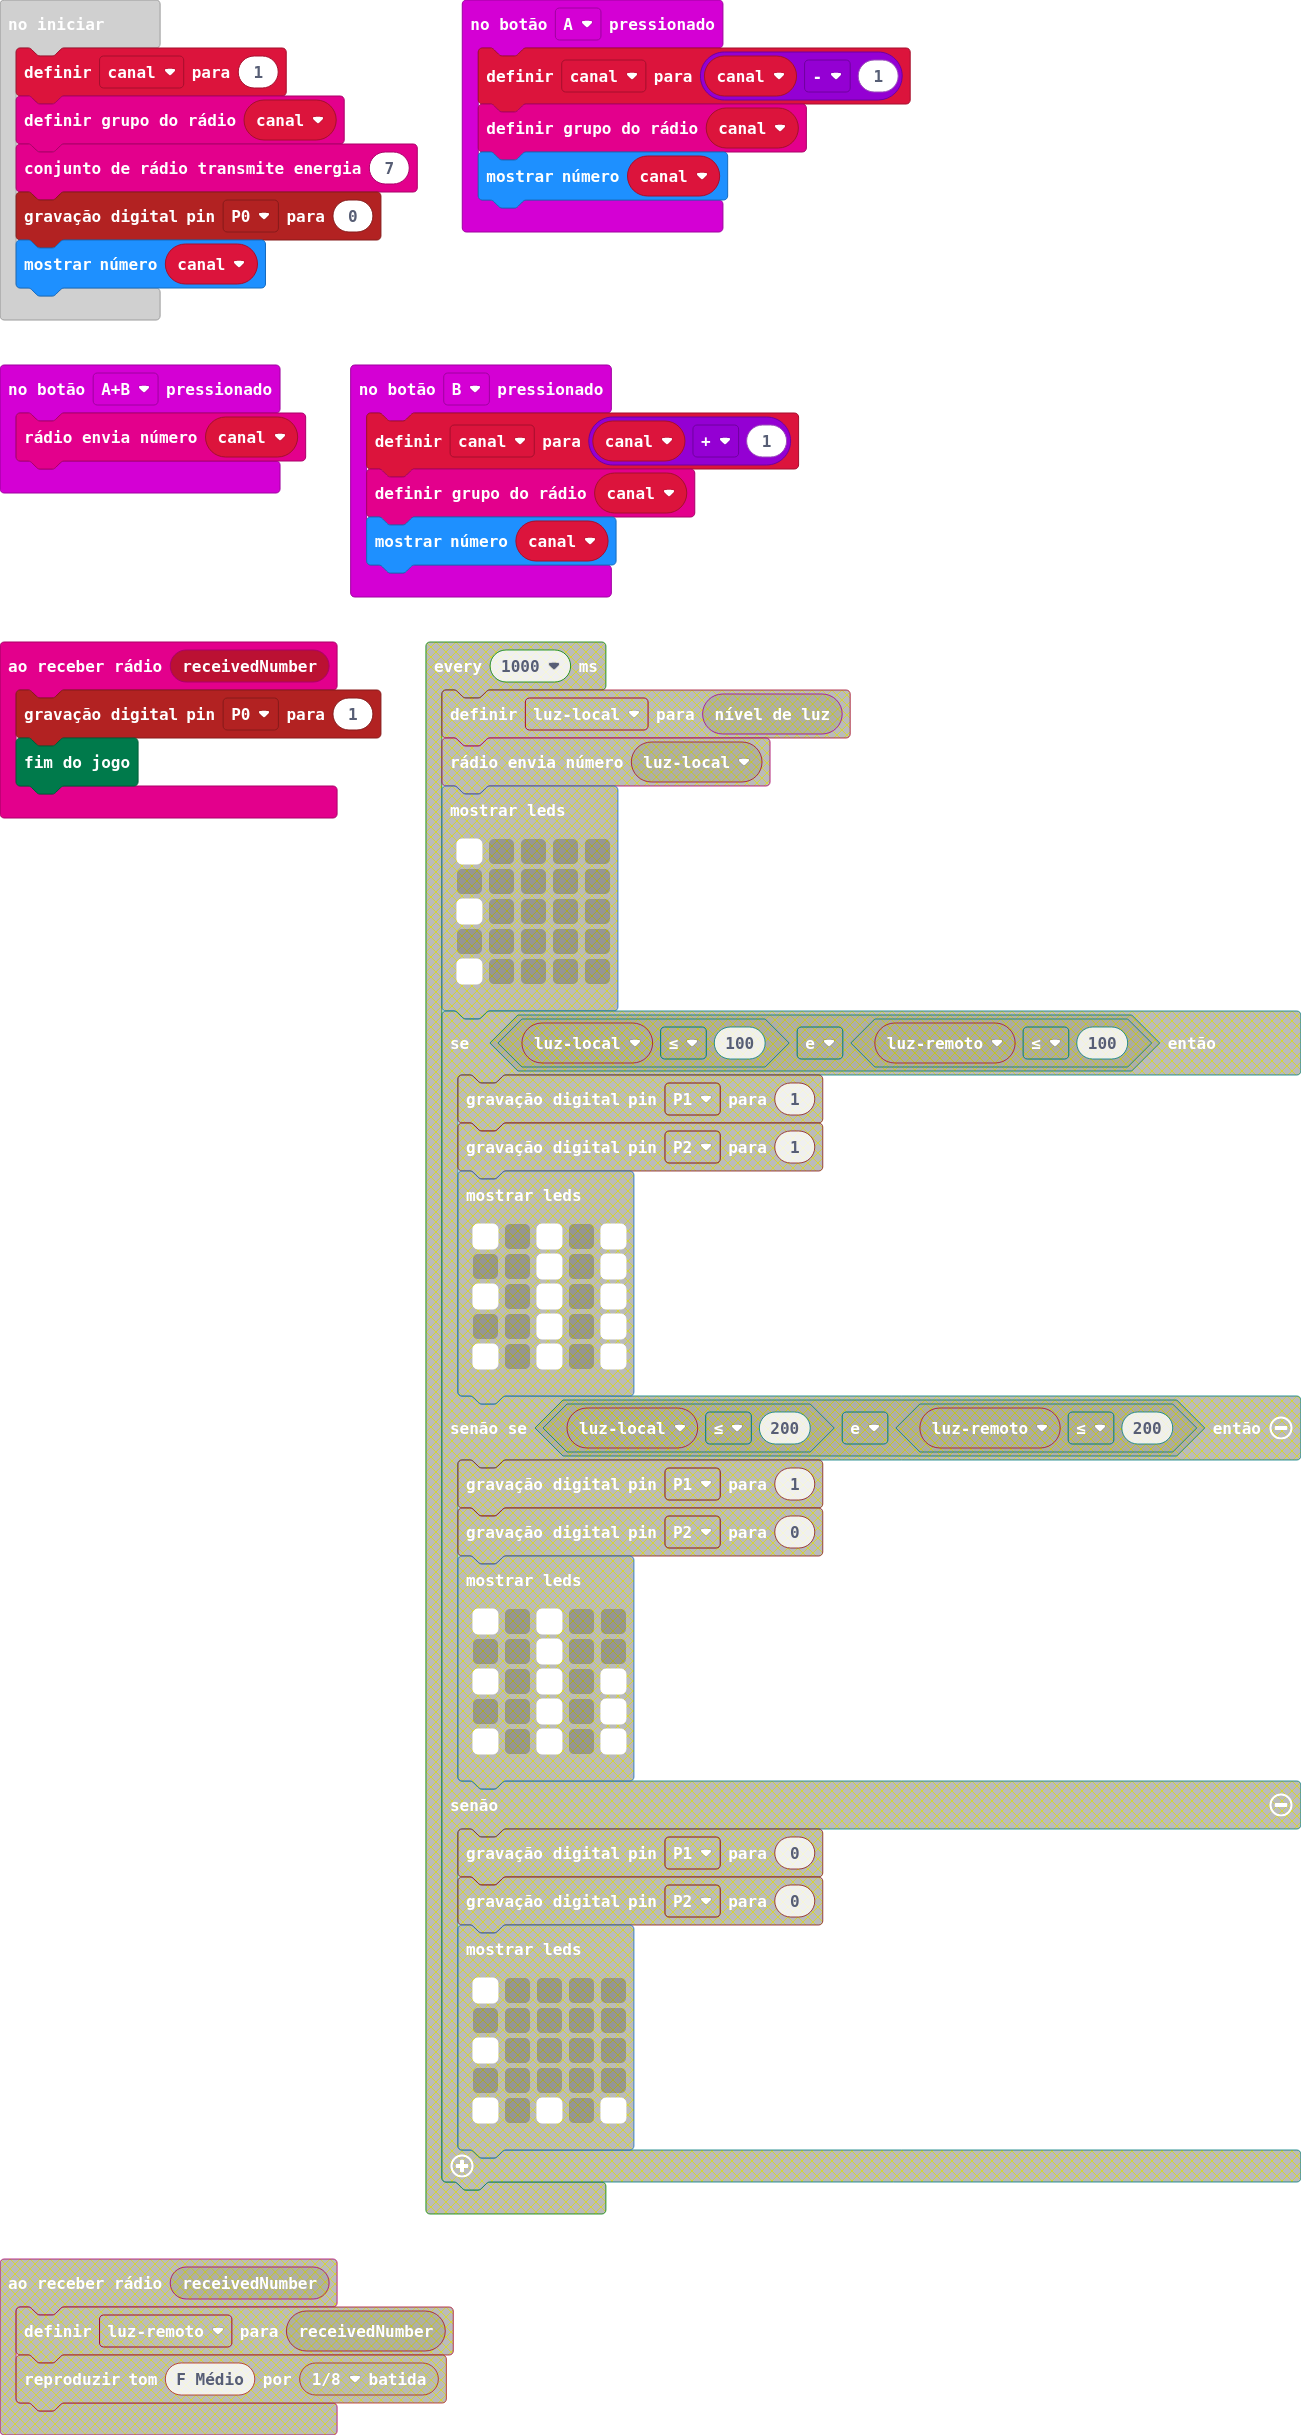 no iniciar
definir canal para 1
definir grupo do rádio canal
conjunto de rádio transmite energia 7
gravação digital pin P0 para 0
mostrar número canal
no botão A pressionado
definir canal para canal - 1
definir grupo do rádio canal
mostrar número canal
no botão A+B pressionado
rádio envia número canal
no botão B pressionado
definir canal para canal + 1
definir grupo do rádio canal
mostrar número canal
ao receber rádio receivedNumber
gravação digital pin P0 para 1
fim do jogo
every 1000 ms
definir luz-local para nível de luz
rádio envia número luz-local
mostrar leds
se luz-local ≤ 100 e luz-remoto ≤ 100 então
gravação digital pin P1 para 1
gravação digital pin P2 para 1
mostrar leds
senão se luz-local ≤ 200 e luz-remoto ≤ 200 então
gravação digital pin P1 para 1
gravação digital pin P2 para 0
mostrar leds
senão
gravação digital pin P1 para 0
gravação digital pin P2 para 0
mostrar leds
ao receber rádio receivedNumber
definir luz-remoto para receivedNumber
reproduzir tom F Médio por 1/8 batida